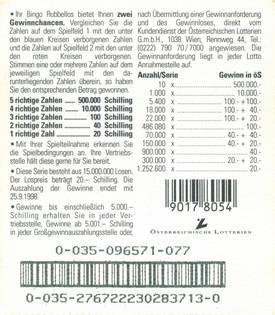 • Ihr Bingo Rubbellos bietet Ihnen zwei
Gewinnchancen. Vergleichen Sie die
Zahlen auf dem Spielfeld 1 mit den unter
den blauen Kreisen verborgenen Zahlen
und die Zahlen auf Spielfeld 2 mit den unter
den roten Kreisen verborgenen.
Stimmen eine oder mehrere Zahlen auf dem
jeweiligen Spielfeld mit den da-
runterliegenden Zahlen überein, so haben
Sie den entsprechenden Betrag gewonnen.
5 richtige Zahlen ... 500.000 Schilling
4 richtige Zahlen ..... 10.000 Schilling
3 richtige Zahlen .......... 100 Schilling
2 richtige Zahlen ............ 40 Schilling
1 richtige Zahl ................ 20 Schilling
• Mit Ihrer Spielteilnahme erkennen Sie
die Spielbedingungen an. Ihre Vertriebs-
stelle hält diese gerne für Sie bereit.
• Diese Serie besteht aus 15.000.000 Losen.
Der Lospreis beträgt 20.– Schilling. Die
Auszahlung der Gewinne endet mit
25.9.1998.
• Gewinne bis einschließlich 5.000.–
Schilling erhalten Sie in jeder Ver-
triebsstelle, Gewinne ab 5.001 – Schilling
in jeder Großgewinnauszahlungsstelle, oder,
nach Übermittlung einer Gewinnanforderung
und des Gewinnloses, direkt vom
Kundendienst der Österreichischen Lotterien
G.m.b.H., 1038 Wien, Rennweg 44, Tel.:
(0222) 790 70 / 7000 anweisen. Die
Gewinnanforderung liegt in jeder Lotto
Annahmestelle auf.
Anzahl/Serie Gewinn in öS
10 x .......... 500.000.-
1.000 x .......... 10.000.-
5.400 x .......... 100.- + 100.-
22.000 x .......... 100.- + 20.-
486.080 x .......... 100.-
70.000 x .......... 40.- + 40.-
150.000 x .......... 40.- + 20.-
900.000 x .......... 40.-
300.000 x .......... 20.- + 20.-
1.252.600 x .......... 20.-
9017 8054
ÖSTERREICHISCHE LOTTERIEN
0-035-096571-077
0-035-276722230283713-0